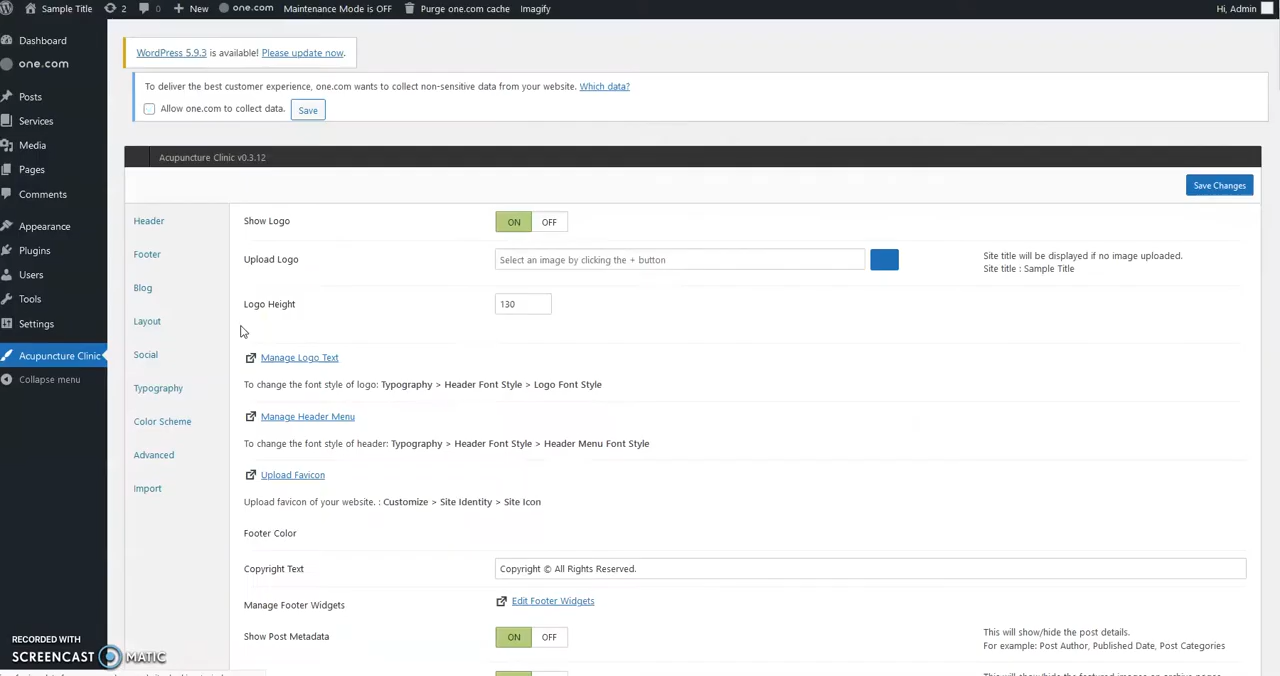 Sample Title 2 0 New one.com Maintenance Mode is OFF Purge one.com cache Imagify Hi, Admin
Dashboard
one.com
Posts
Services
Media
Pages
Comments
Appearance
Plugins
Users
Tools
Settings
Acupuncture Clinic
Collapse menu
WordPress 5.9.3 is available! Please update now.
To deliver the best customer experience, one.com wants to collect non-sensitive data from your website. Which data?
Allow one.com to collect data. Save
Acupuncture Clinic v0.3.12
Save Changes
Header
Footer
Blog
Layout
Social
Typography
Color Scheme
Advanced
Import
Show Logo ON OFF
Upload Logo Select an image by clicking the + button
Site title will be displayed if no image uploaded.
Site title : Sample Title
Logo Height 130
Manage Logo Text
To change the font style of logo: Typography > Header Font Style > Logo Font Style
Manage Header Menu
To change the font style of header: Typography > Header Font Style > Header Menu Font Style
Upload Favicon
Upload favicon of your website. : Customize > Site Identity > Site Icon
Footer Color
Copyright Text Copyright © All Rights Reserved.
Manage Footer Widgets Edit Footer Widgets
Show Post Metadata ON OFF
This will show/hide the post details.
For example: Post Author, Published Date, Post Categories
RECORDED WITH
SCREENCAST MATIC